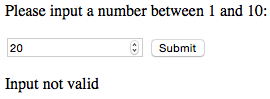 Please input a number between 1 and 10:
20 Submit
Input not valid